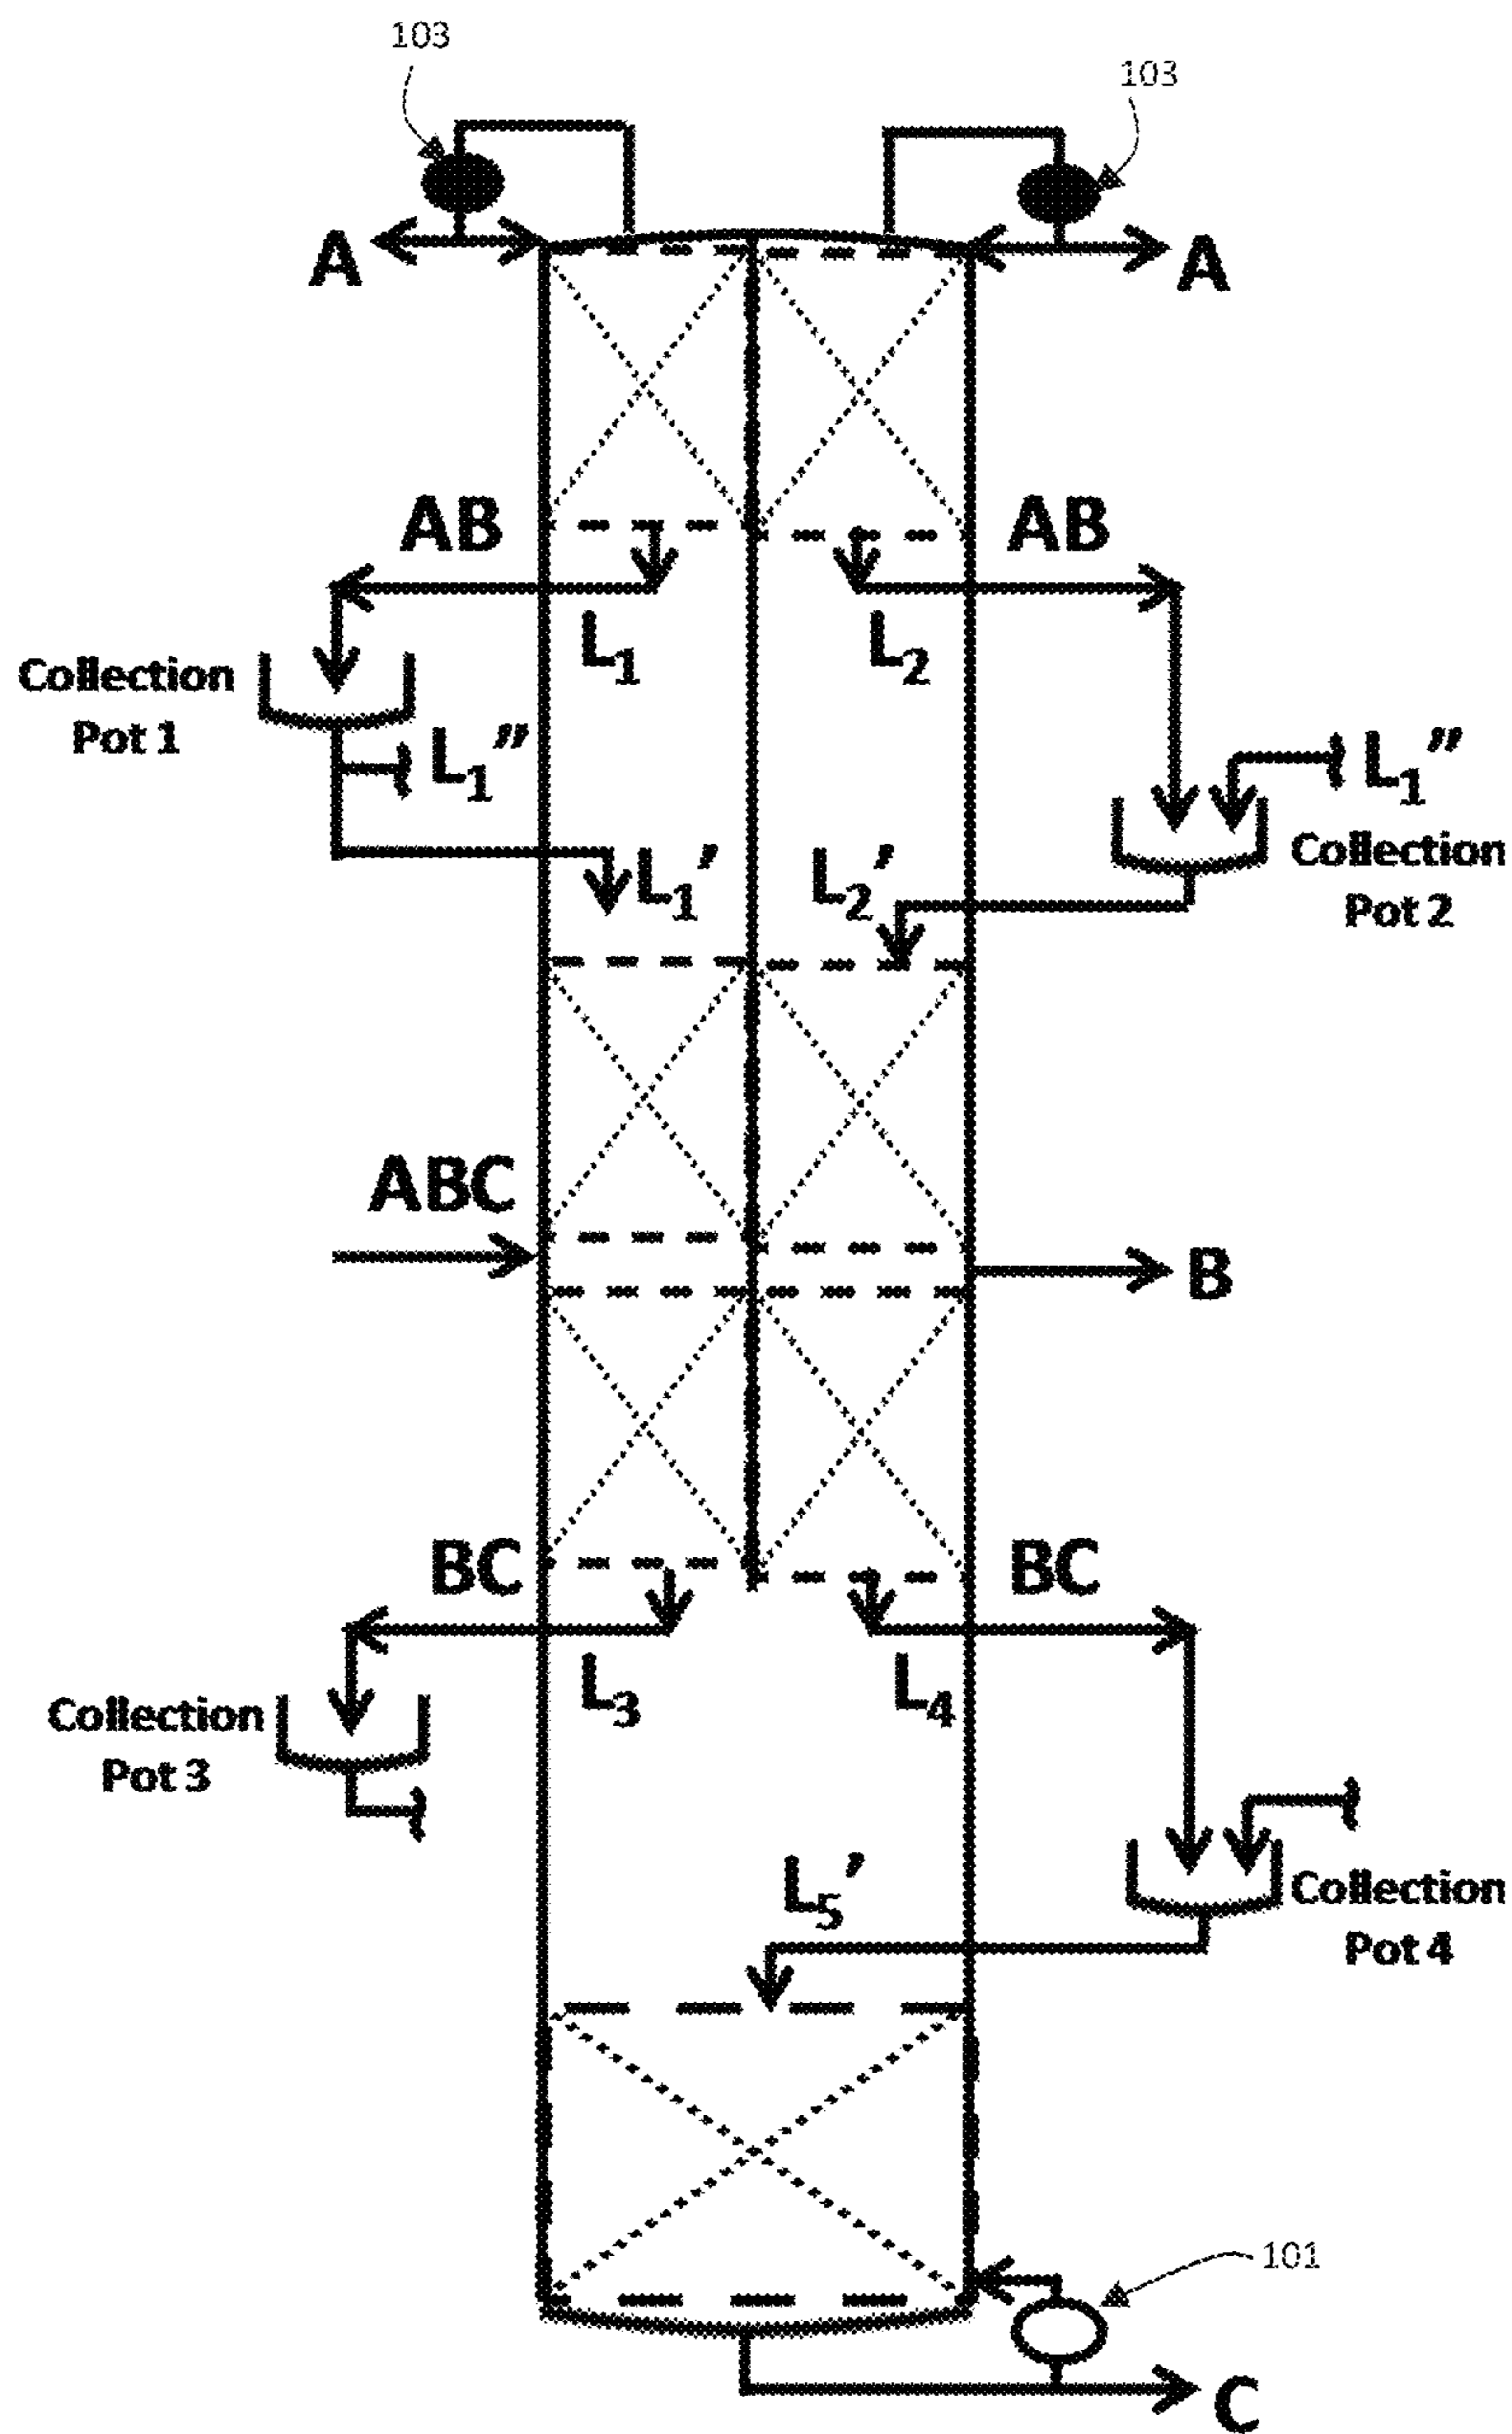 103
103
A
A
AB
AB
L1
L2
Collection
Pot 1
L1”
L1”
Collection
Pot 2
L1’
L2’
ABC
B
BC
BC
L3
L4
Collection
Pot 3
L5’
Collection
Pot 4
101
C